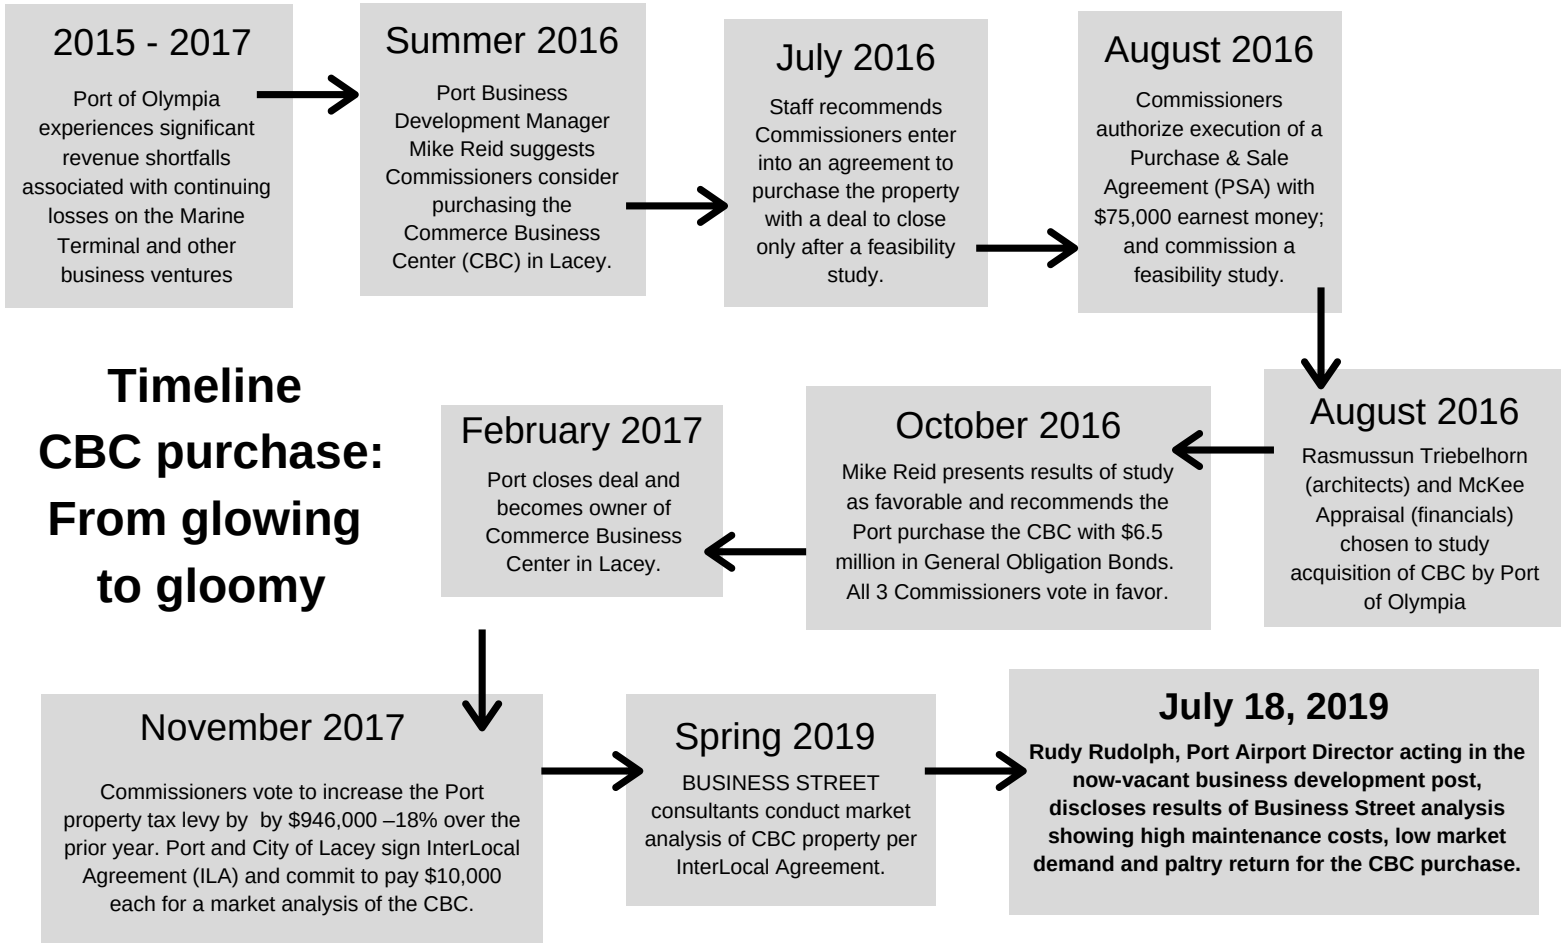 2015 - 2017
Port of Olympia
experiences significant
revenue shortfalls
associated with continuing
losses on the Marine
Terminal and other
business ventures
Summer 2016
Port Business
Development Manager
Mike Reid suggests
Commissioners consider
purchasing the
Commerce Business
Center (CBC) in Lacey.
July 2016
Staff recommends
Commissioners enter
into an agreement to
purchase the property
with a deal to close
only after a feasibility
study.
August 2016
Commissioners
authorize execution of a
Purchase & Sale
Agreement (PSA) with
$75,000 earnest money;
and commission a
feasibility study.
Timeline
CBC purchase:
From glowing
to gloomy
August 2016
Rasmussun Triebelhorn
(architects) and McKee
Appraisal (financials)
chosen to study
acquisition of CBC by Port
of Olympia
October 2016
Mike Reid presents results of study
as favorable and recommends the
Port purchase the CBC with $6.5
million in General Obligation Bonds.
All 3 Commissioners vote in favor.
February 2017
Port closes deal and
becomes owner of
Commerce Business
Center in Lacey.
November 2017
Commissioners vote to increase the Port
property tax levy by  by $946,000 –18% over the
prior year. Port and City of Lacey sign InterLocal
Agreement (ILA) and commit to pay $10,000
each for a market analysis of the CBC.
Spring 2019
BUSINESS STREET
consultants conduct market
analysis of CBC property per
InterLocal Agreement.
July 18, 2019
Rudy Rudolph, Port Airport Director acting in the
now-vacant business development post,
discloses results of Business Street analysis
showing high maintenance costs, low market
demand and paltry return for the CBC purchase.